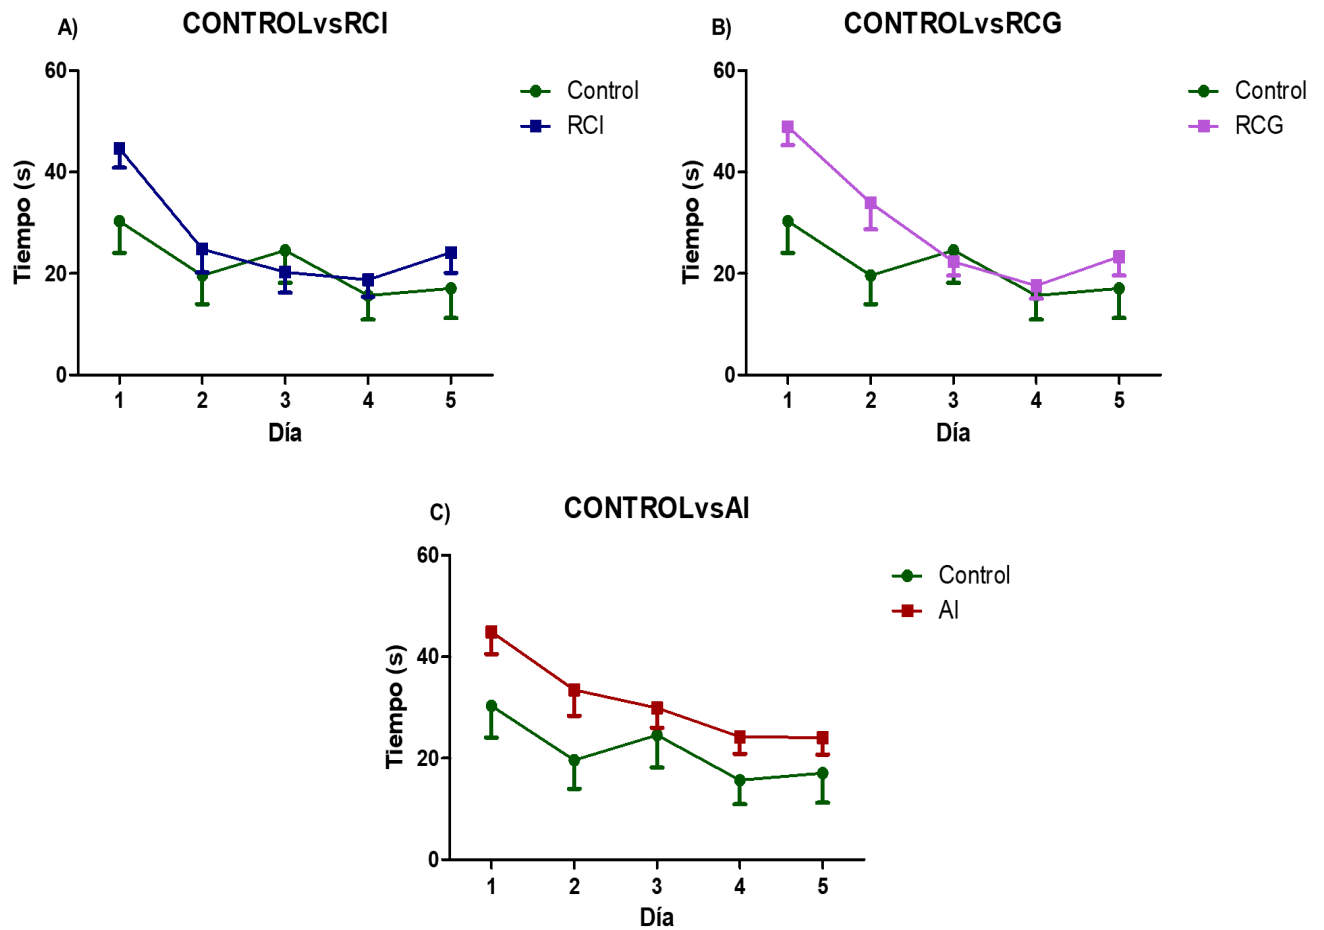 A) CONTROLvsRCI
60
40
20
0
Tiempo (s)
1 2 3 4 5
Día
Control
RCI
B) CONTROLvsRCG
60
40
20
0
Tiempo (s)
1 2 3 4 5
Día
Control
RCG
C) CONTROLvsAI
60
40
20
0
Tiempo (s)
1 2 3 4 5
Día
Control
AI